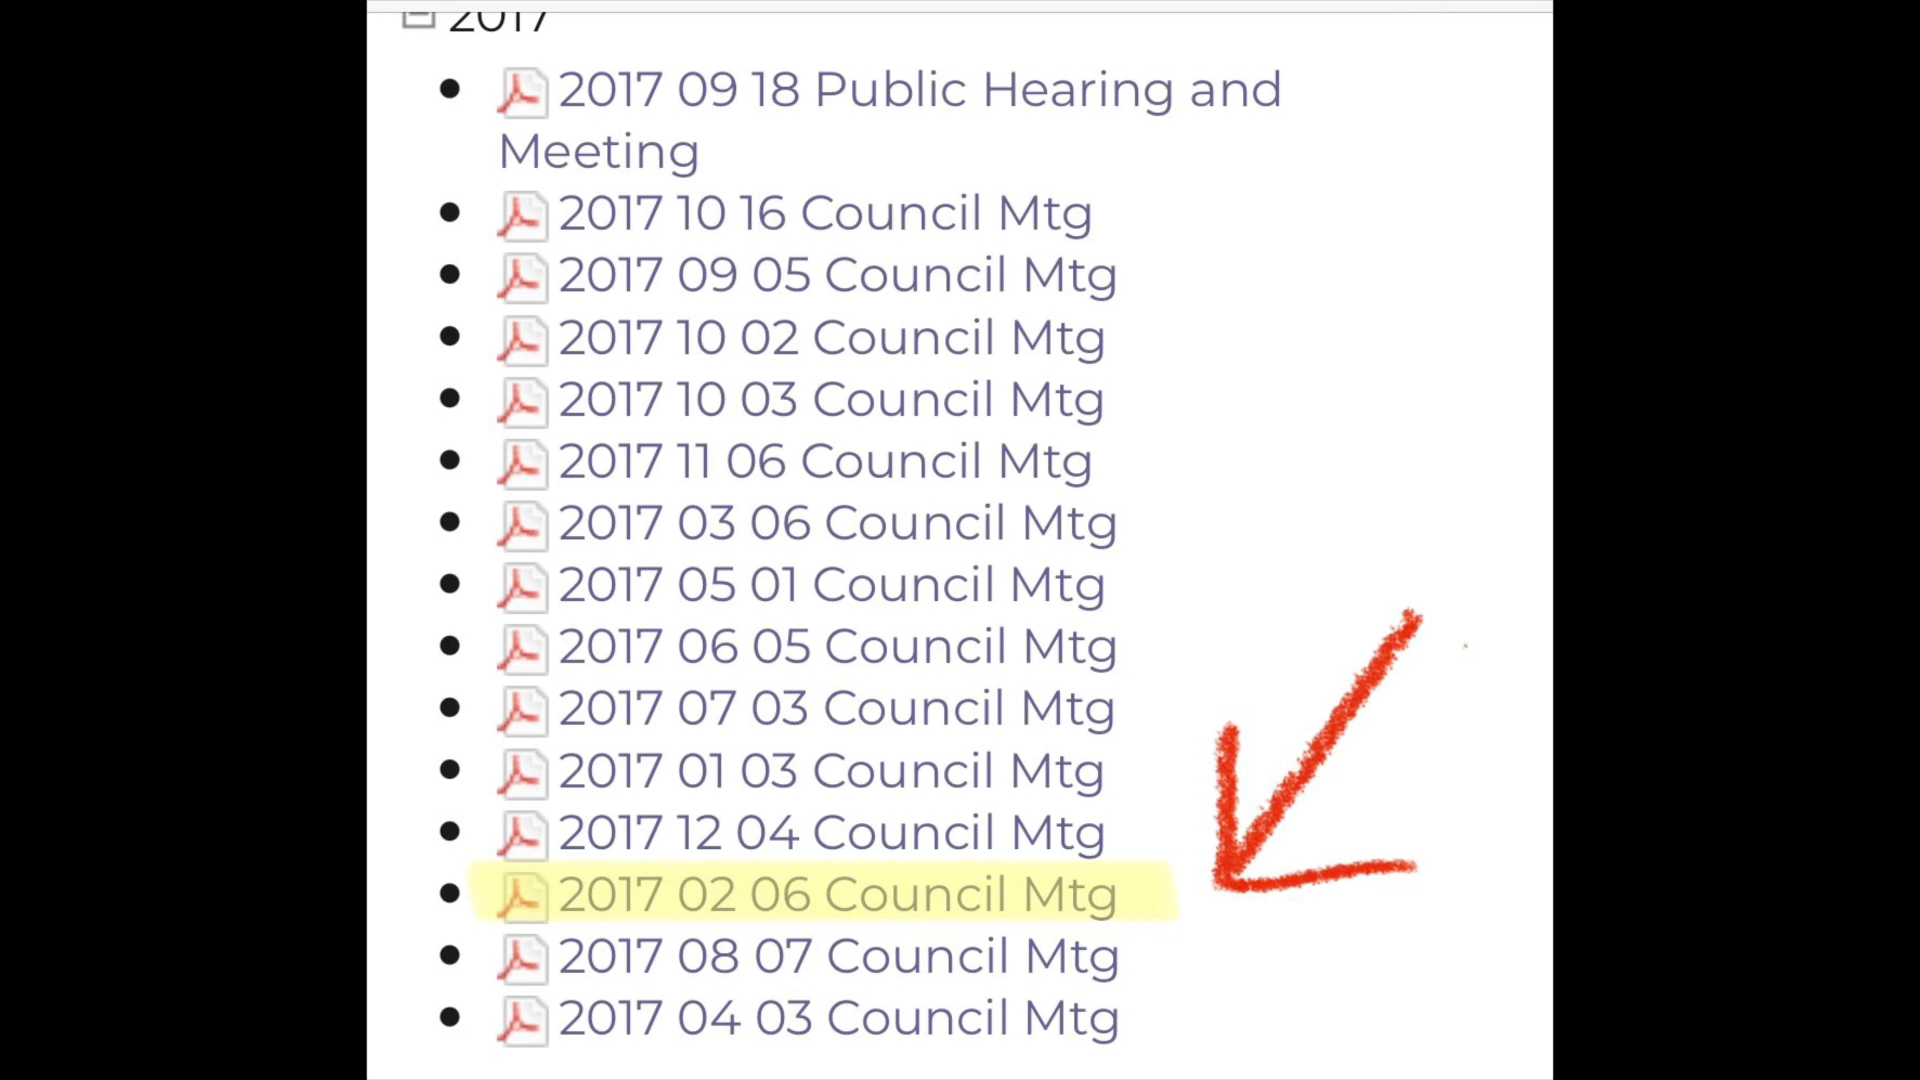 2017
2017 09 18 Public Hearing and
Meeting
2017 10 16 Council Mtg
2017 09 05 Council Mtg
2017 10 02 Council Mtg
2017 10 03 Council Mtg
2017 11 06 Council Mtg
2017 03 06 Council Mtg
2017 05 01 Council Mtg
2017 06 05 Council Mtg
2017 07 03 Council Mtg
2017 01 03 Council Mtg
2017 12 04 Council Mtg
2017 02 06 Council Mtg
2017 08 07 Council Mtg
2017 04 03 Council Mtg